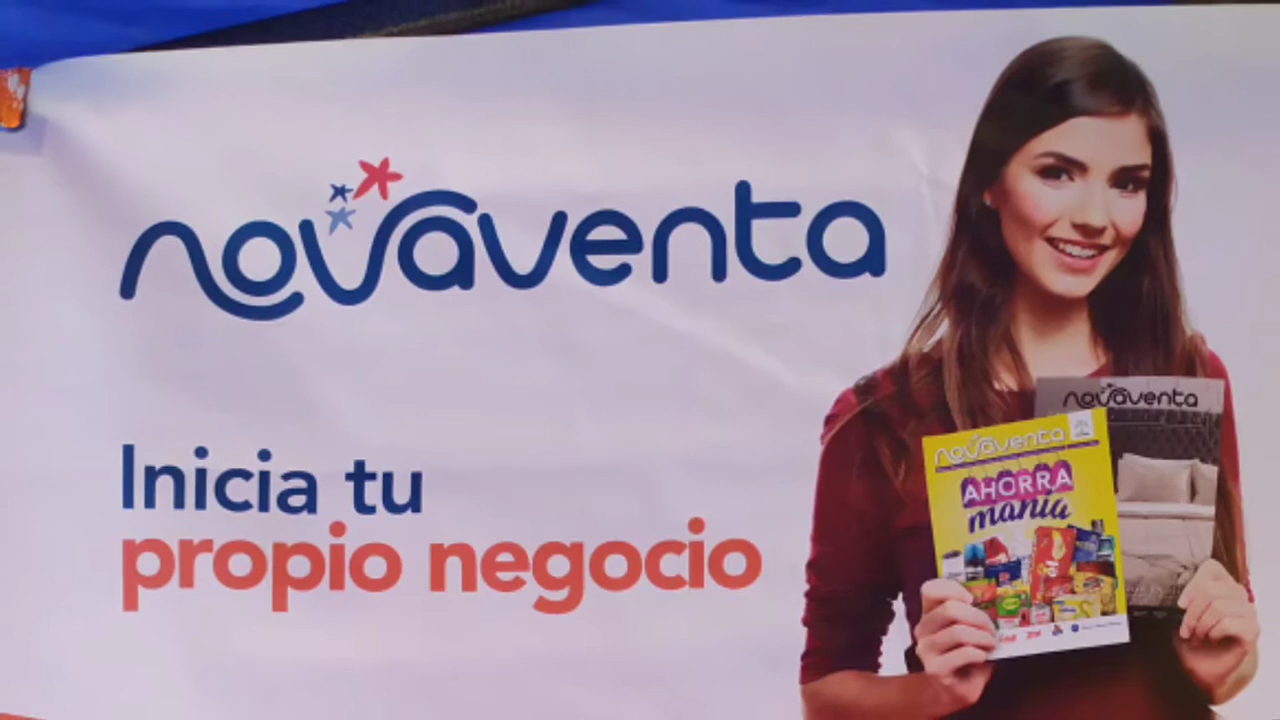 novaventa
Inicia tu
propio negocio
novaventa
novaventa
AHORRA
manía